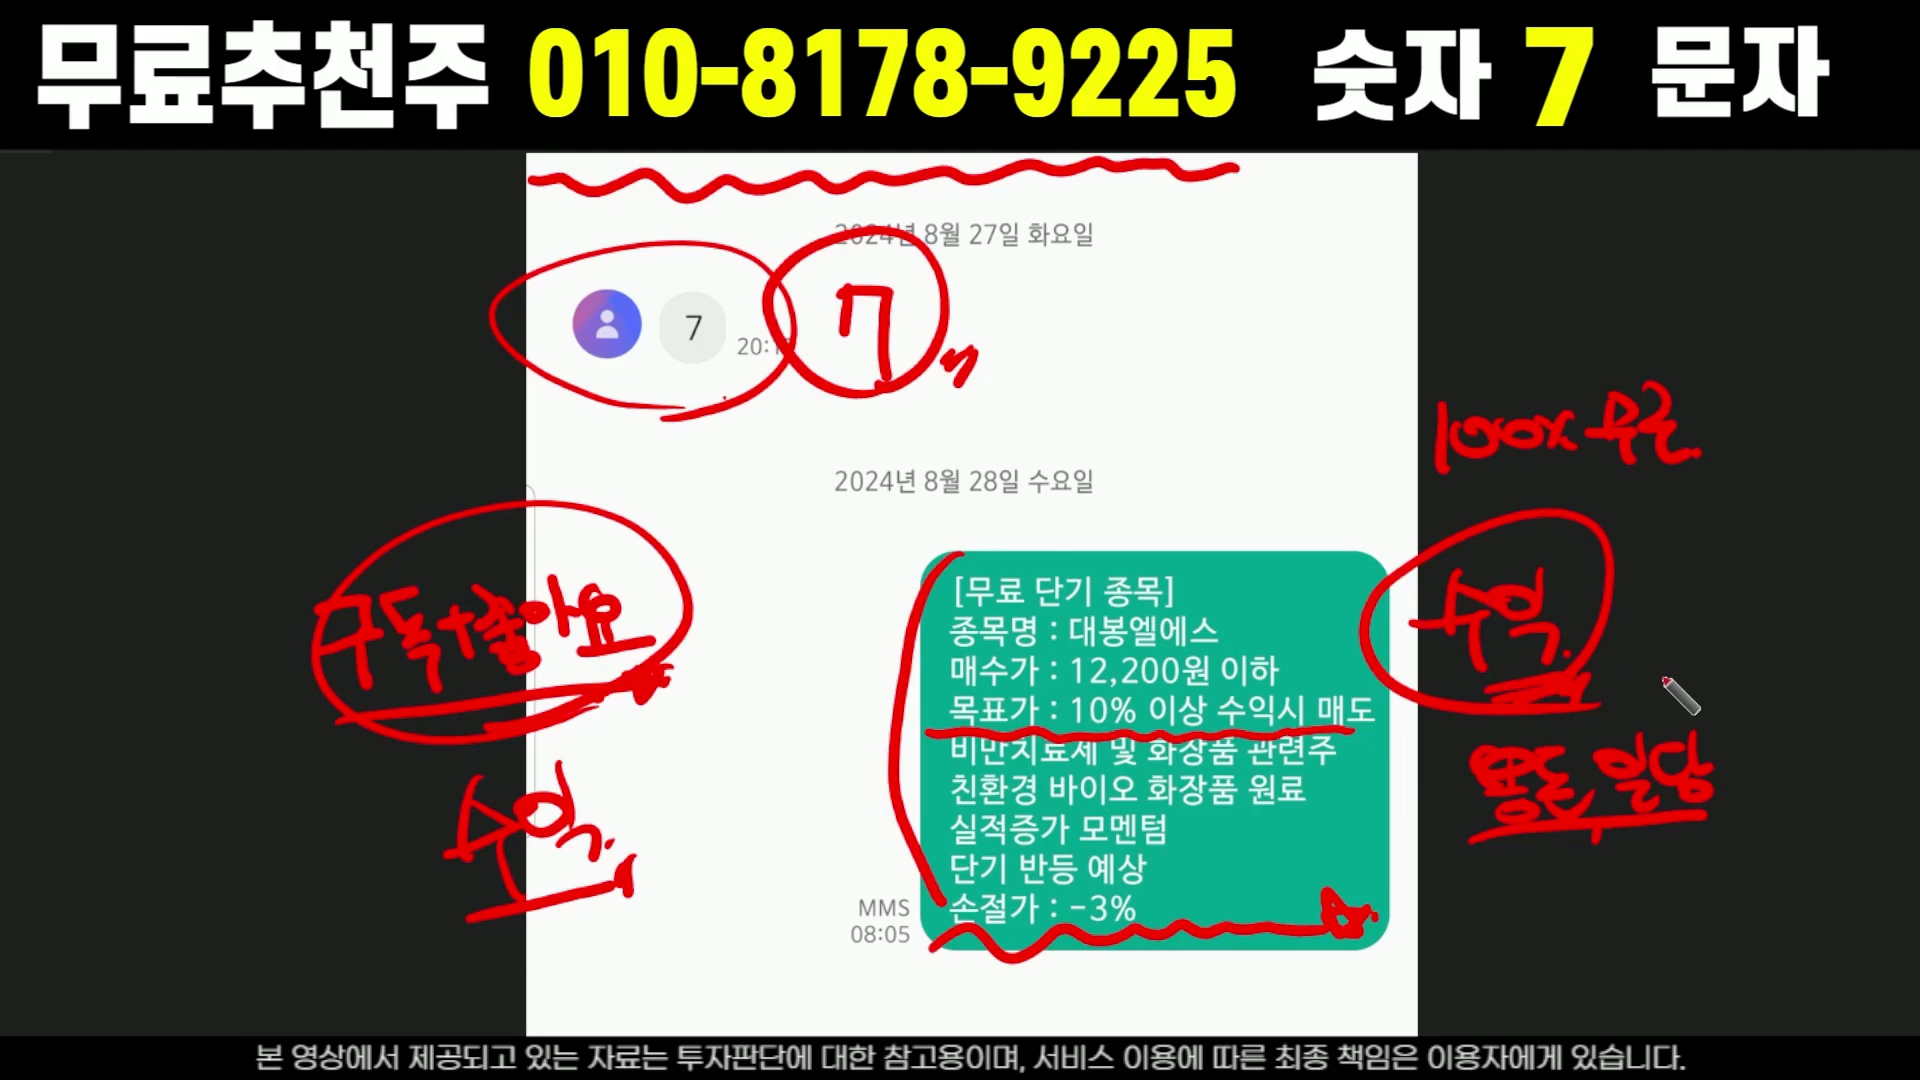 무료추천주 010-8178-9225 숫자 7 문자
2024년 8월 27일 화요일
7
7
2024년 8월 28일 수요일
100% 무료
[무료 단기 종목]
종목명 : 대봉엘에스
매수가 : 12,200원 이하
목표가 : 10% 이상 수익시 매도
비만치료제 및 화장품 관련주
친환경 바이오 화장품 원료
실적증가 모멘텀
단기 반등 예상
손절가 : -3%
MMS
08:05
구독+좋아요
수익
수익
일당
본 영상에서 제공되고 있는 자료는 투자판단에 대한 참고용이며, 서비스 이용에 따른 최종 책임은 이용자에게 있습니다.